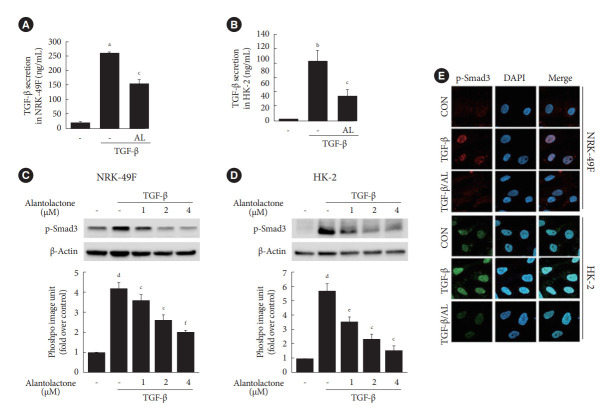 A
TGF-β secretion
in NRK-49F (ng/mL)
300
250
200
150
100
50
0
a
c
-
-
AL
TGF-β
B
TGF-β secretion
in HK-2 (ng/mL)
120
100
80
60
40
20
0
b
c
-
-
AL
TGF-β
C
NRK-49F
Alantolactone
(μM)
TGF-β
- - 1 2 4
p-Smad3
β-Actin
Phoshpo image unit
(fold over control)
5
4
3
2
1
0
d
c
e
f
- - 1 2 4
Alantolactone
(μM)
TGF-β
D
HK-2
Alantolactone
(μM)
TGF-β
- - 1 2 4
p-Smad3
β-Actin
Phoshpo image unit
(fold over control)
7
6
5
4
3
2
1
0
d
- - 1 2 4
Alantolactone
(μM)
TGF-β
E
p-Smad3 DAPI Merge
CON
TGF-β
TGF-β/AL
NRK-49F
CON
TGF-β
TGF-β/AL
HK-2